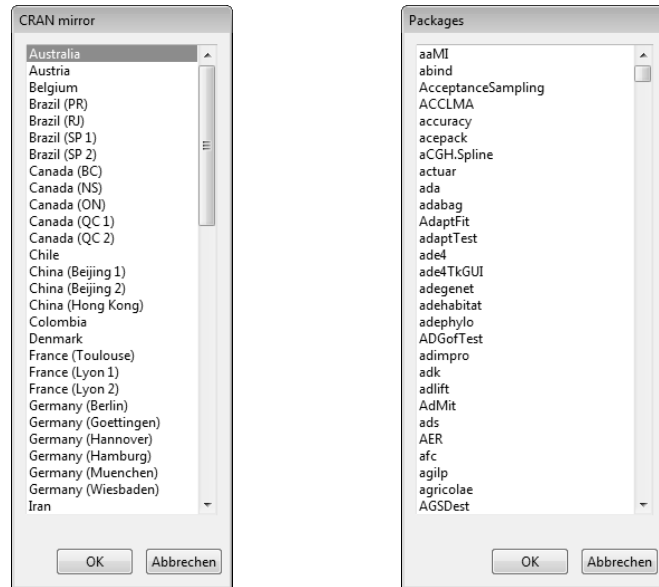 CRAN mirror
Australia
Austria
Belgium
Brazil (PR)
Brazil (RJ)
Brazil (SP 1)
Brazil (SP 2)
Canada (BC)
Canada (NS)
Canada (ON)
Canada (QC 1)
Canada (QC 2)
Chile
China (Beijing 1)
China (Beijing 2)
China (Hong Kong)
Colombia
Denmark
France (Toulouse)
France (Lyon 1)
France (Lyon 2)
Germany (Berlin)
Germany (Goettingen)
Germany (Hannover)
Germany (Hamburg)
Germany (Muenchen)
Germany (Wiesbaden)
Iran
OK
Abbrechen
Packages
aaMI
abind
AcceptanceSampling
ACCLMA
accuracy
acepack
aCGH.Spline
actuar
ada
adabag
AdaptFit
adaptTest
ade4
ade4TkGUI
adegenet
adehabitat
adephylo
ADGofTest
adimpro
adk
adlift
AdMit
ads
AER
afc
agilp
agricolae
AGSDest
OK
Abbrechen